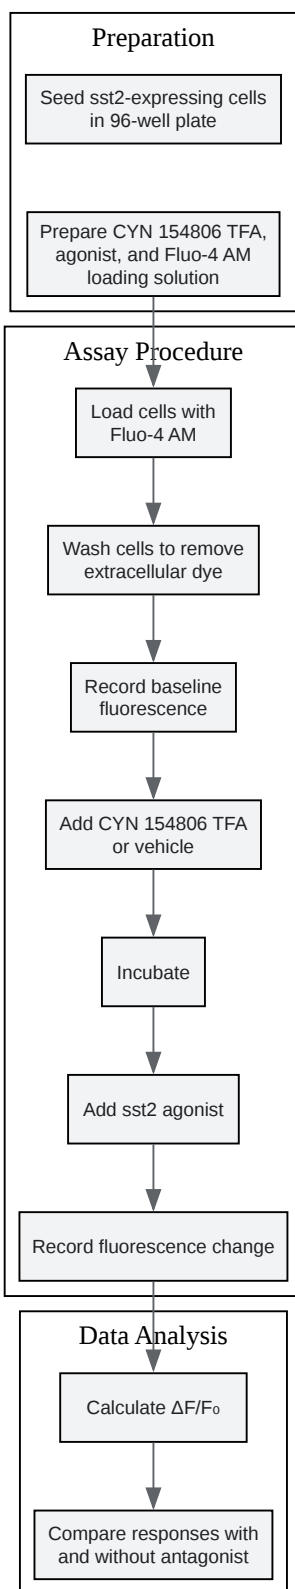 Preparation
Seed sst2-expressing cells
in 96-well plate
Prepare CYN 154806 TFA,
agonist, and Fluo-4 AM
loading solution
Assay Procedure
Load cells with
Fluo-4 AM
Wash cells to remove
extracellular dye
Record baseline
fluorescence
Add CYN 154806 TFA
or vehicle
Incubate
Add sst2 agonist
Record fluorescence change
Data Analysis
Calculate ΔF/F₀
Compare responses with
and without antagonist